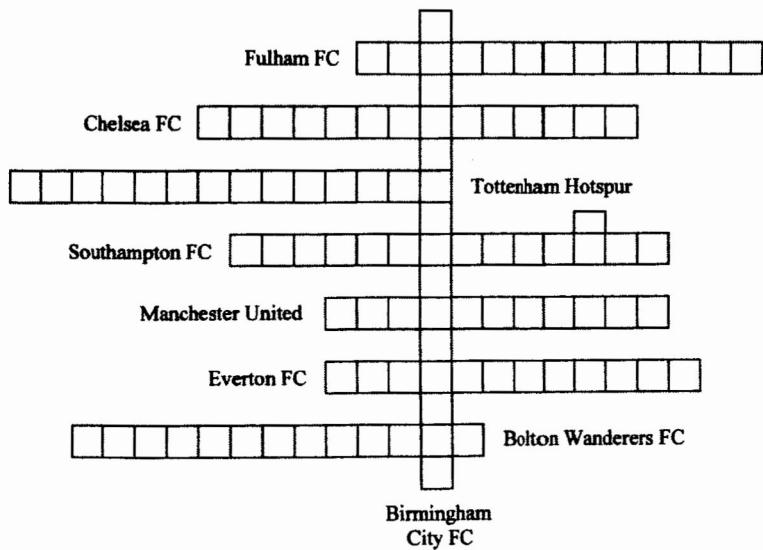 Fulham FC
Chelsea FC
Tottenham Hotspur
Southampton FC
Manchester United
Everton FC
Bolton Wanderers FC
Birmingham
City FC